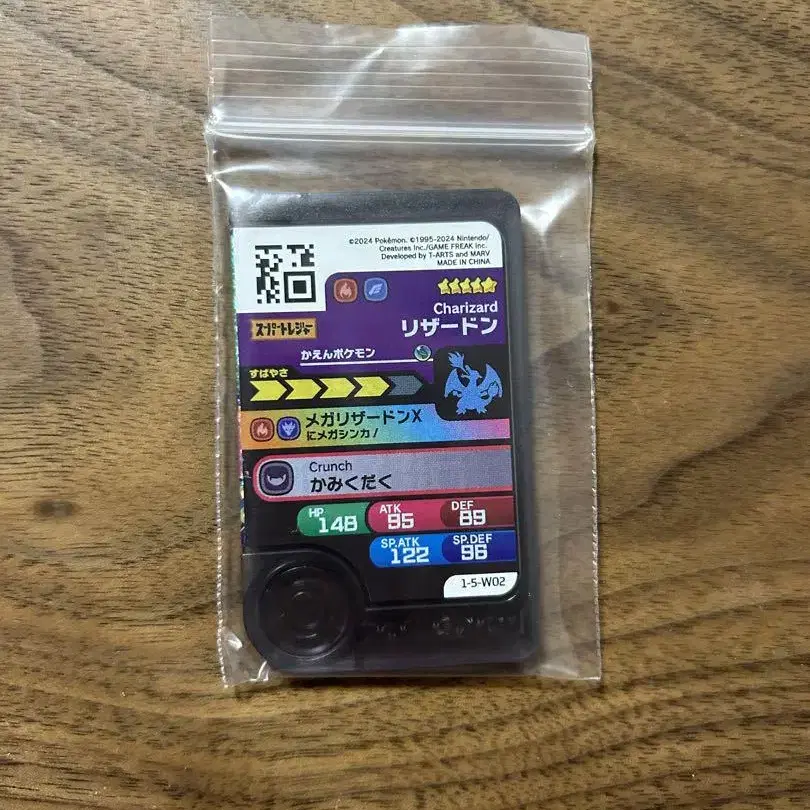 ©2024 Pokémon. ©1995-2024 Nintendo/
Creatures Inc./GAME FREAK inc.
Developed by T-ARTS and MARV
MADE IN CHINA
Charizard
リザードン
スーパートレジャー
かえんポケモン
すばやさ
メガリザードンX
にメガシンカ!
Crunch
かみくだく
HP
148
ATK
95
DEF
89
SP.ATK
122
SP.DEF
96
1-5-W02